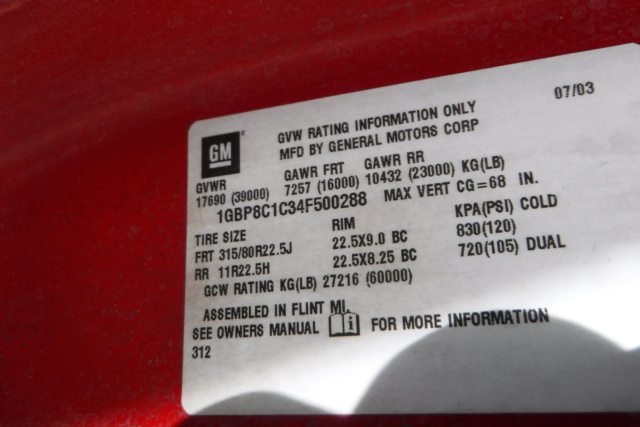 07/03
GM
GVW RATING INFORMATION ONLY
MFD BY GENERAL MOTORS CORP
GVWR GAWR FRT GAWR RR
17690 (39000) 7257 (16000) 10432 (23000) KG(LB)
1GBP8C1C34F500288 MAX VERT CG=68 IN.
TIRE SIZE RIM KPA(PSI) COLD
FRT 315/80R22.5J 22.5X9.0 BC 830(120)
RR 11R22.5H 22.5X8.25 BC 720(105) DUAL
GCW RATING KG(LB) 27216 (60000)
ASSEMBLED IN FLINT MI.
SEE OWNERS MANUAL i FOR MORE INFORMATION
312